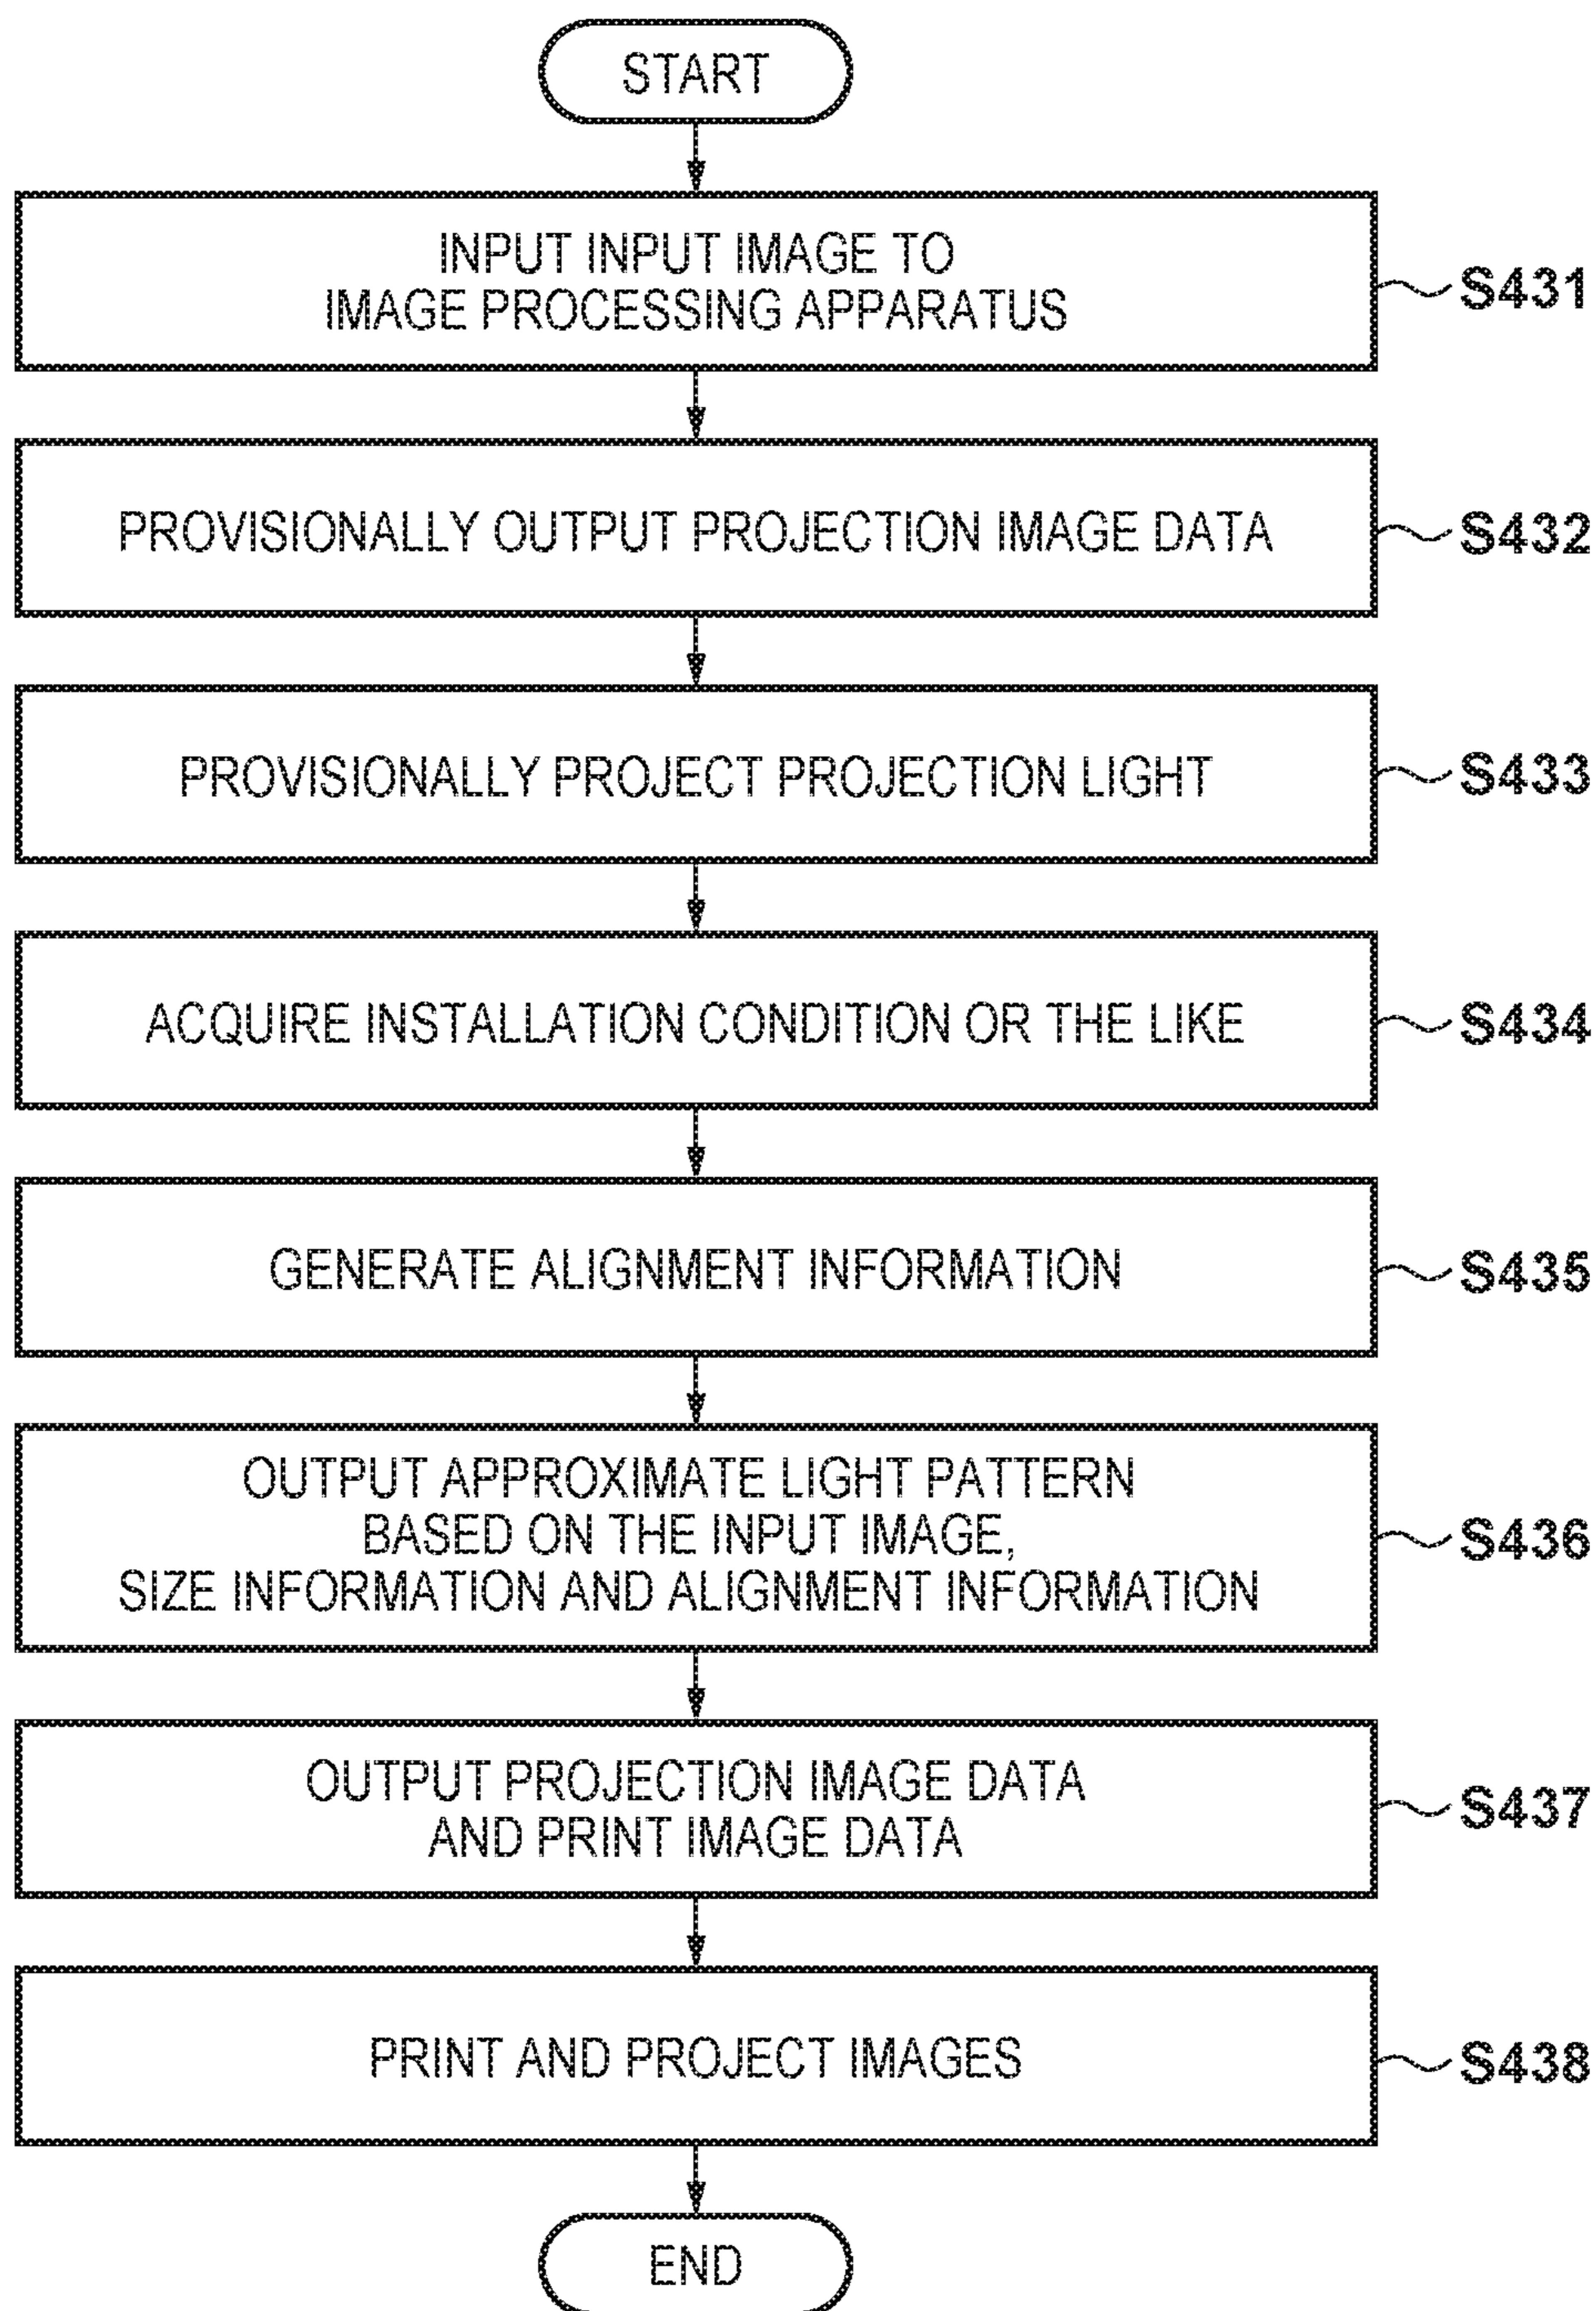 START
INPUT INPUT IMAGE TO
IMAGE PROCESSING APPARATUS
S431
PROVISIONALLY OUTPUT PROJECTION IMAGE DATA
S432
PROVISIONALLY PROJECT PROJECTION LIGHT
S433
ACQUIRE INSTALLATION CONDITION OR THE LIKE
S434
GENERATE ALIGNMENT INFORMATION
S435
OUTPUT APPROXIMATE LIGHT PATTERN
BASED ON THE INPUT IMAGE,
SIZE INFORMATION AND ALIGNMENT INFORMATION
S436
OUTPUT PROJECTION IMAGE DATA
AND PRINT IMAGE DATA
S437
PRINT AND PROJECT IMAGES
S438
END